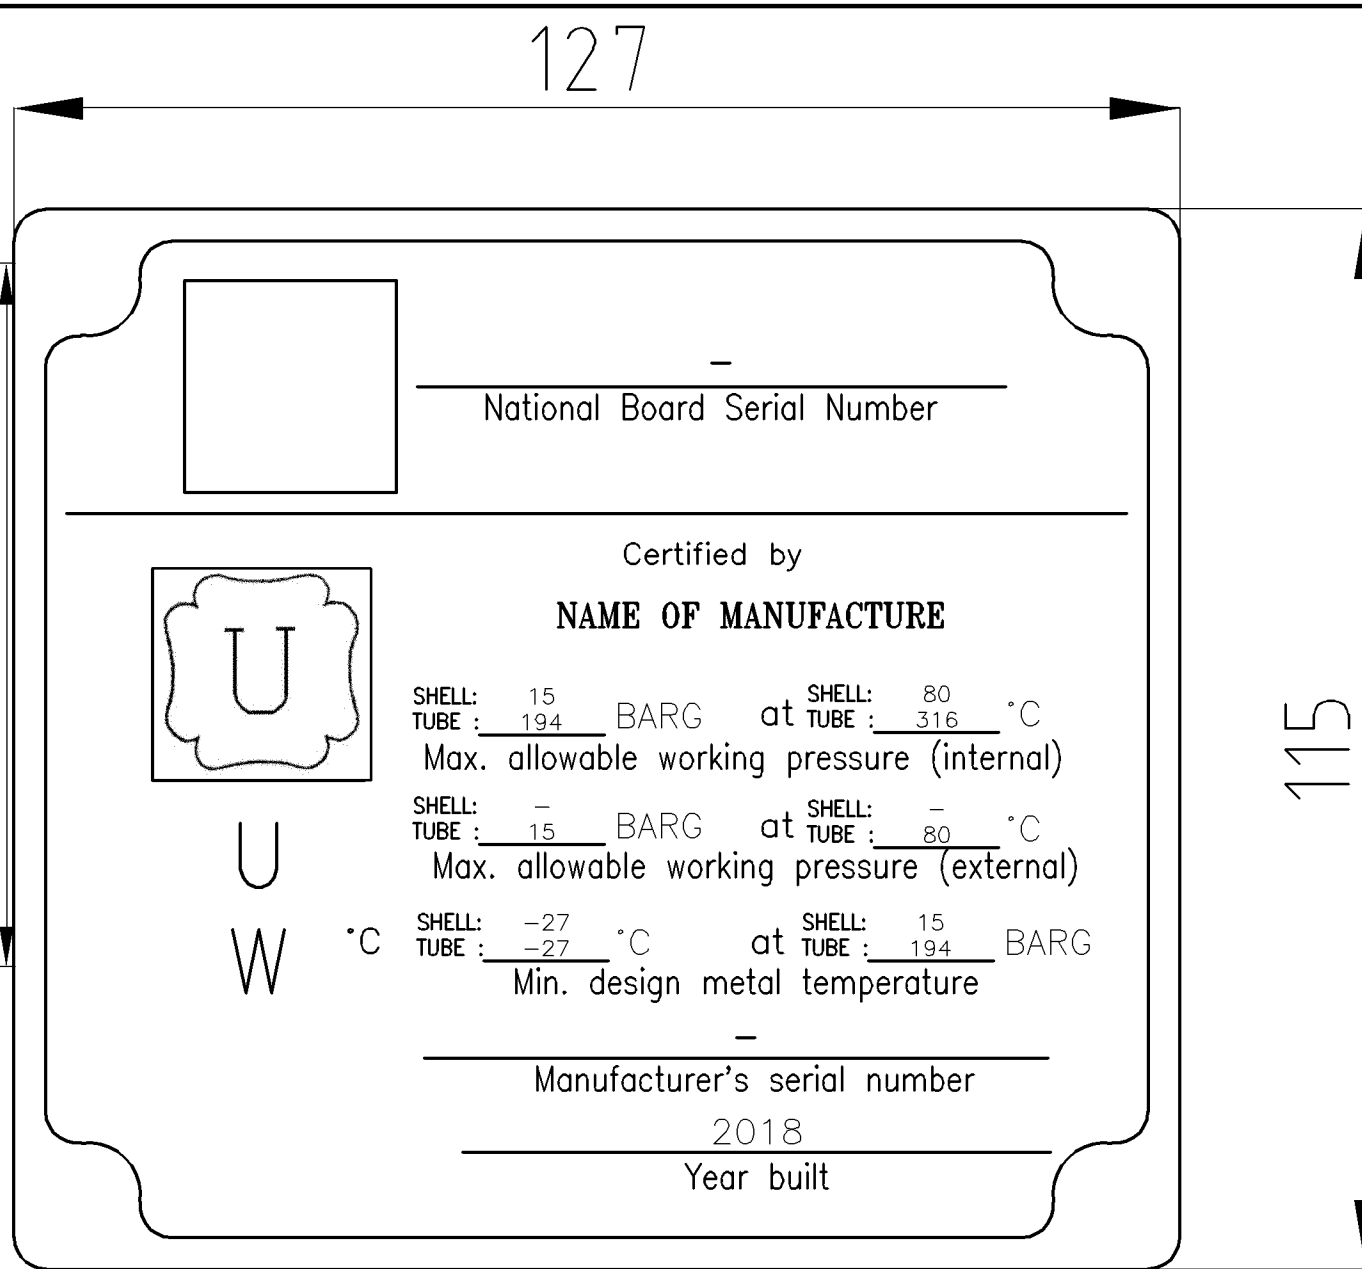 127
–
National Board Serial Number
Certified by
NAME OF MANUFACTURE
U
SHELL: 15 SHELL: 80
TUBE : 194 BARG at TUBE : 316 °C
Max. allowable working pressure (internal)
SHELL: – SHELL: –
TUBE : 15 BARG at TUBE : 80 °C
Max. allowable working pressure (external)
U
W
°C
SHELL: –27 SHELL: 15
TUBE : –27 °C at TUBE : 194 BARG
Min. design metal temperature
–
Manufacturer's serial number
2018
Year built
115